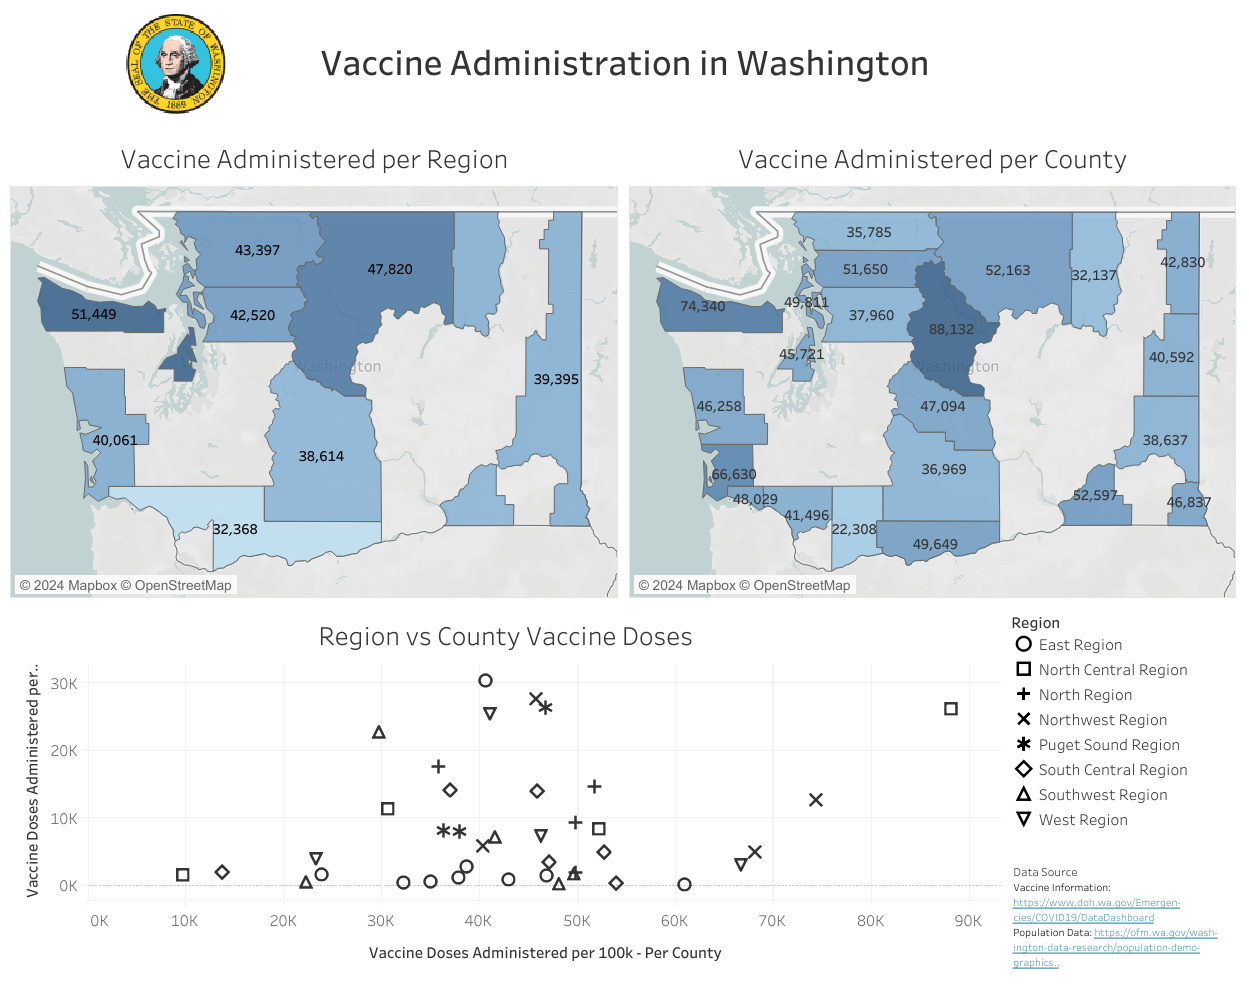 THE SEAL OF THE STATE OF WASHINGTON
1889
Vaccine Administration in Washington
Vaccine Administered per Region
Vaccine Administered per County
43,397
47,820
51,449
42,520
Washington
39,395
40,061
38,614
32,368
© 2024 Mapbox © OpenStreetMap
35,785
51,650
52,163
32,137
42,830
74,340
49,811
37,960
88,132
45,721
40,592
Washington
46,258
47,094
38,637
66,630
36,969
48,029
52,597
46,837
41,496
22,308
49,649
© 2024 Mapbox © OpenStreetMap
Region vs County Vaccine Doses
Vaccine Doses Administered per..
30K
20K
10K
0K
0K 10K 20K 30K 40K 50K 60K 70K 80K 90K
Vaccine Doses Administered per 100k - Per County
Region
East Region
North Central Region
North Region
Northwest Region
Puget Sound Region
South Central Region
Southwest Region
West Region
Data Source
Vaccine Information:
https://www.doh.wa.gov/Emergen-
cies/COVID19/DataDashboard
Population Data: https://ofm.wa.gov/wash-
ington-data-research/population-demo-
graphics..